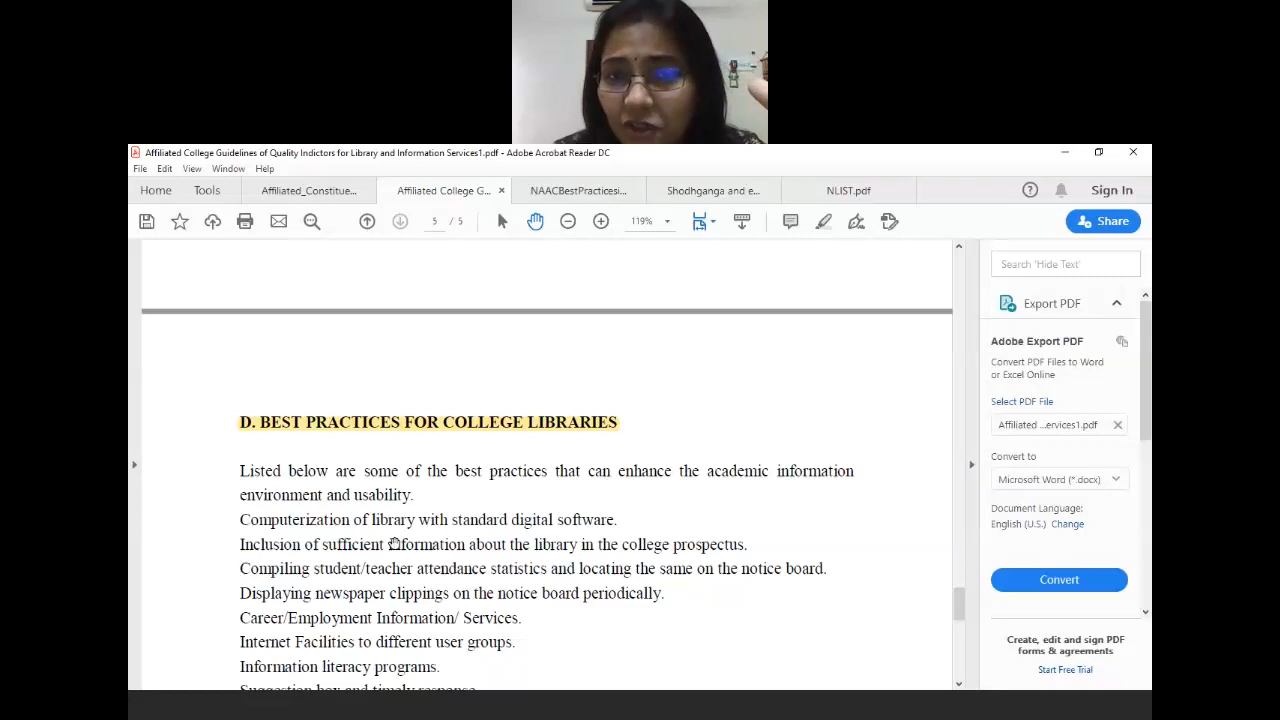 Affiliated College Guidelines of Quality Indictors for Library and Information Services1.pdf - Adobe Acrobat Reader DC
File Edit View Window Help
Home Tools Affiliated_Constitue... Affiliated College G... × NAACBestPracticesi... Shodhganga and e... NLIST.pdf Sign In
5 / 5 119% Share
Search 'Hide Text'
Export PDF
Adobe Export PDF
Convert PDF Files to Word
or Excel Online
Select PDF File
Affiliated ...ervices1.pdf
Convert to
Microsoft Word (*.docx)
Document Language:
English (U.S.) Change
Convert
Create, edit and sign PDF
forms & agreements
Start Free Trial
D. BEST PRACTICES FOR COLLEGE LIBRARIES
Listed below are some of the best practices that can enhance the academic information
environment and usability.
Computerization of library with standard digital software.
Inclusion of sufficient information about the library in the college prospectus.
Compiling student/teacher attendance statistics and locating the same on the notice board.
Displaying newspaper clippings on the notice board periodically.
Career/Employment Information/ Services.
Internet Facilities to different user groups.
Information literacy programs.
Suggestion box and timely response.